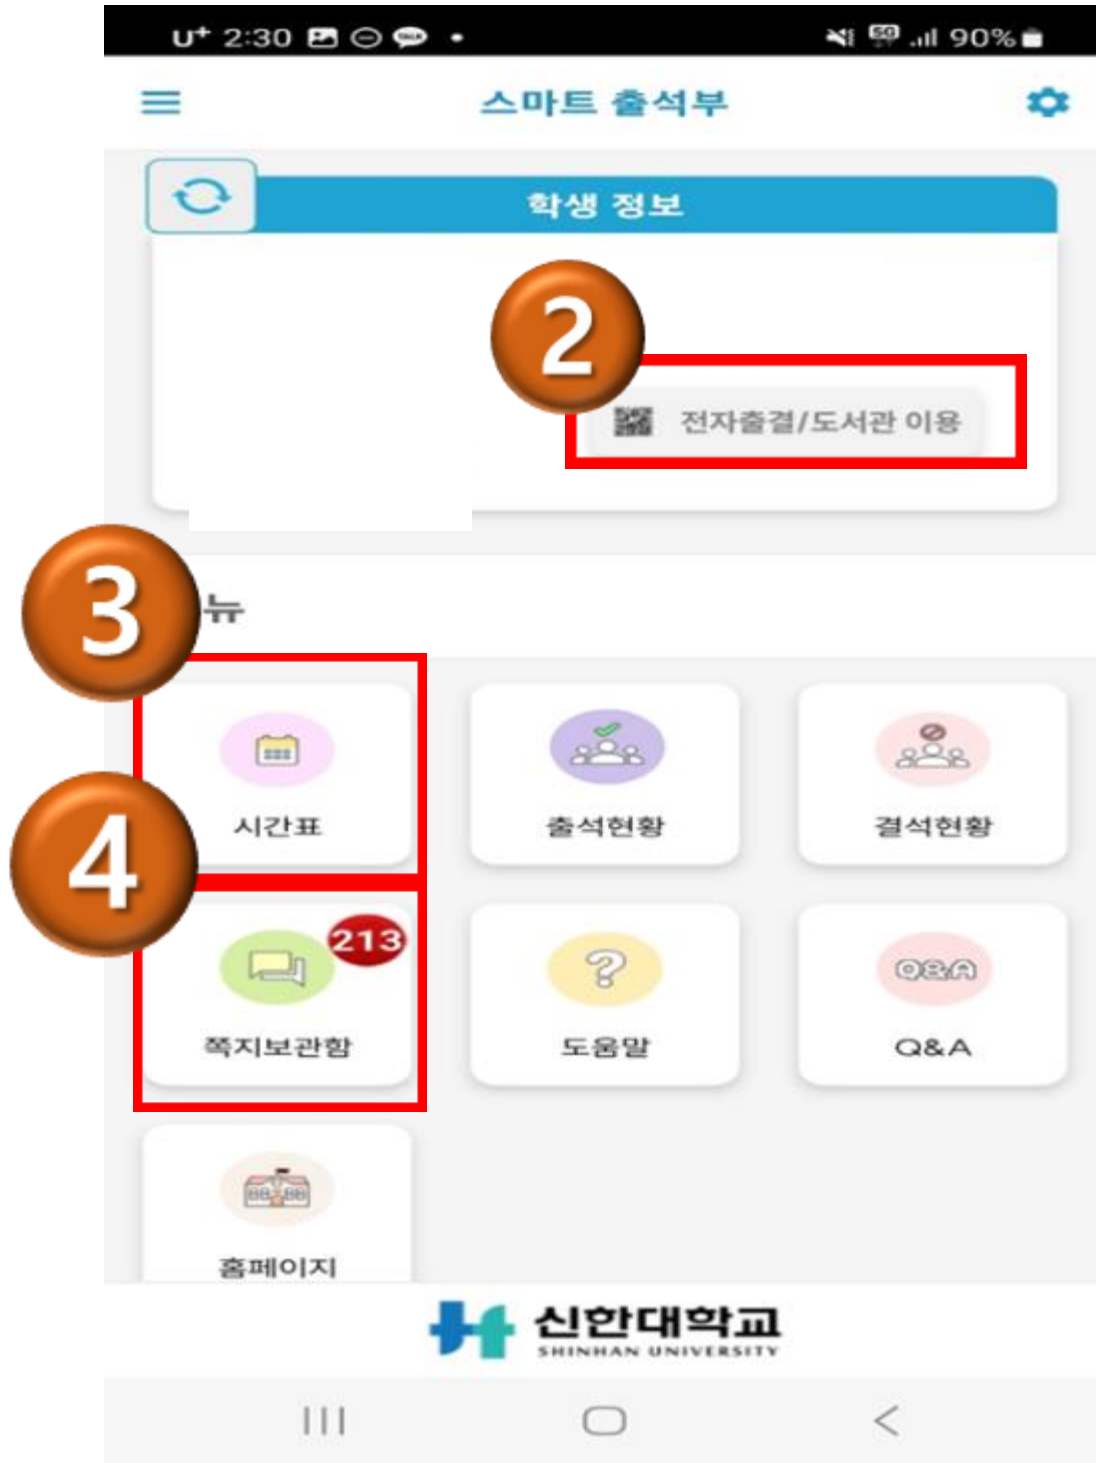 U+ 2:30 TALK 5G 90%
스마트 출석부
학생 정보
2
전자출결/도서관 이용
3
뉴
시간표 출석현황 결석현황
4
213
Q&A
쪽지보관함 도움말 Q&A
홈페이지
신한대학교
SHINHAN UNIVERSITY